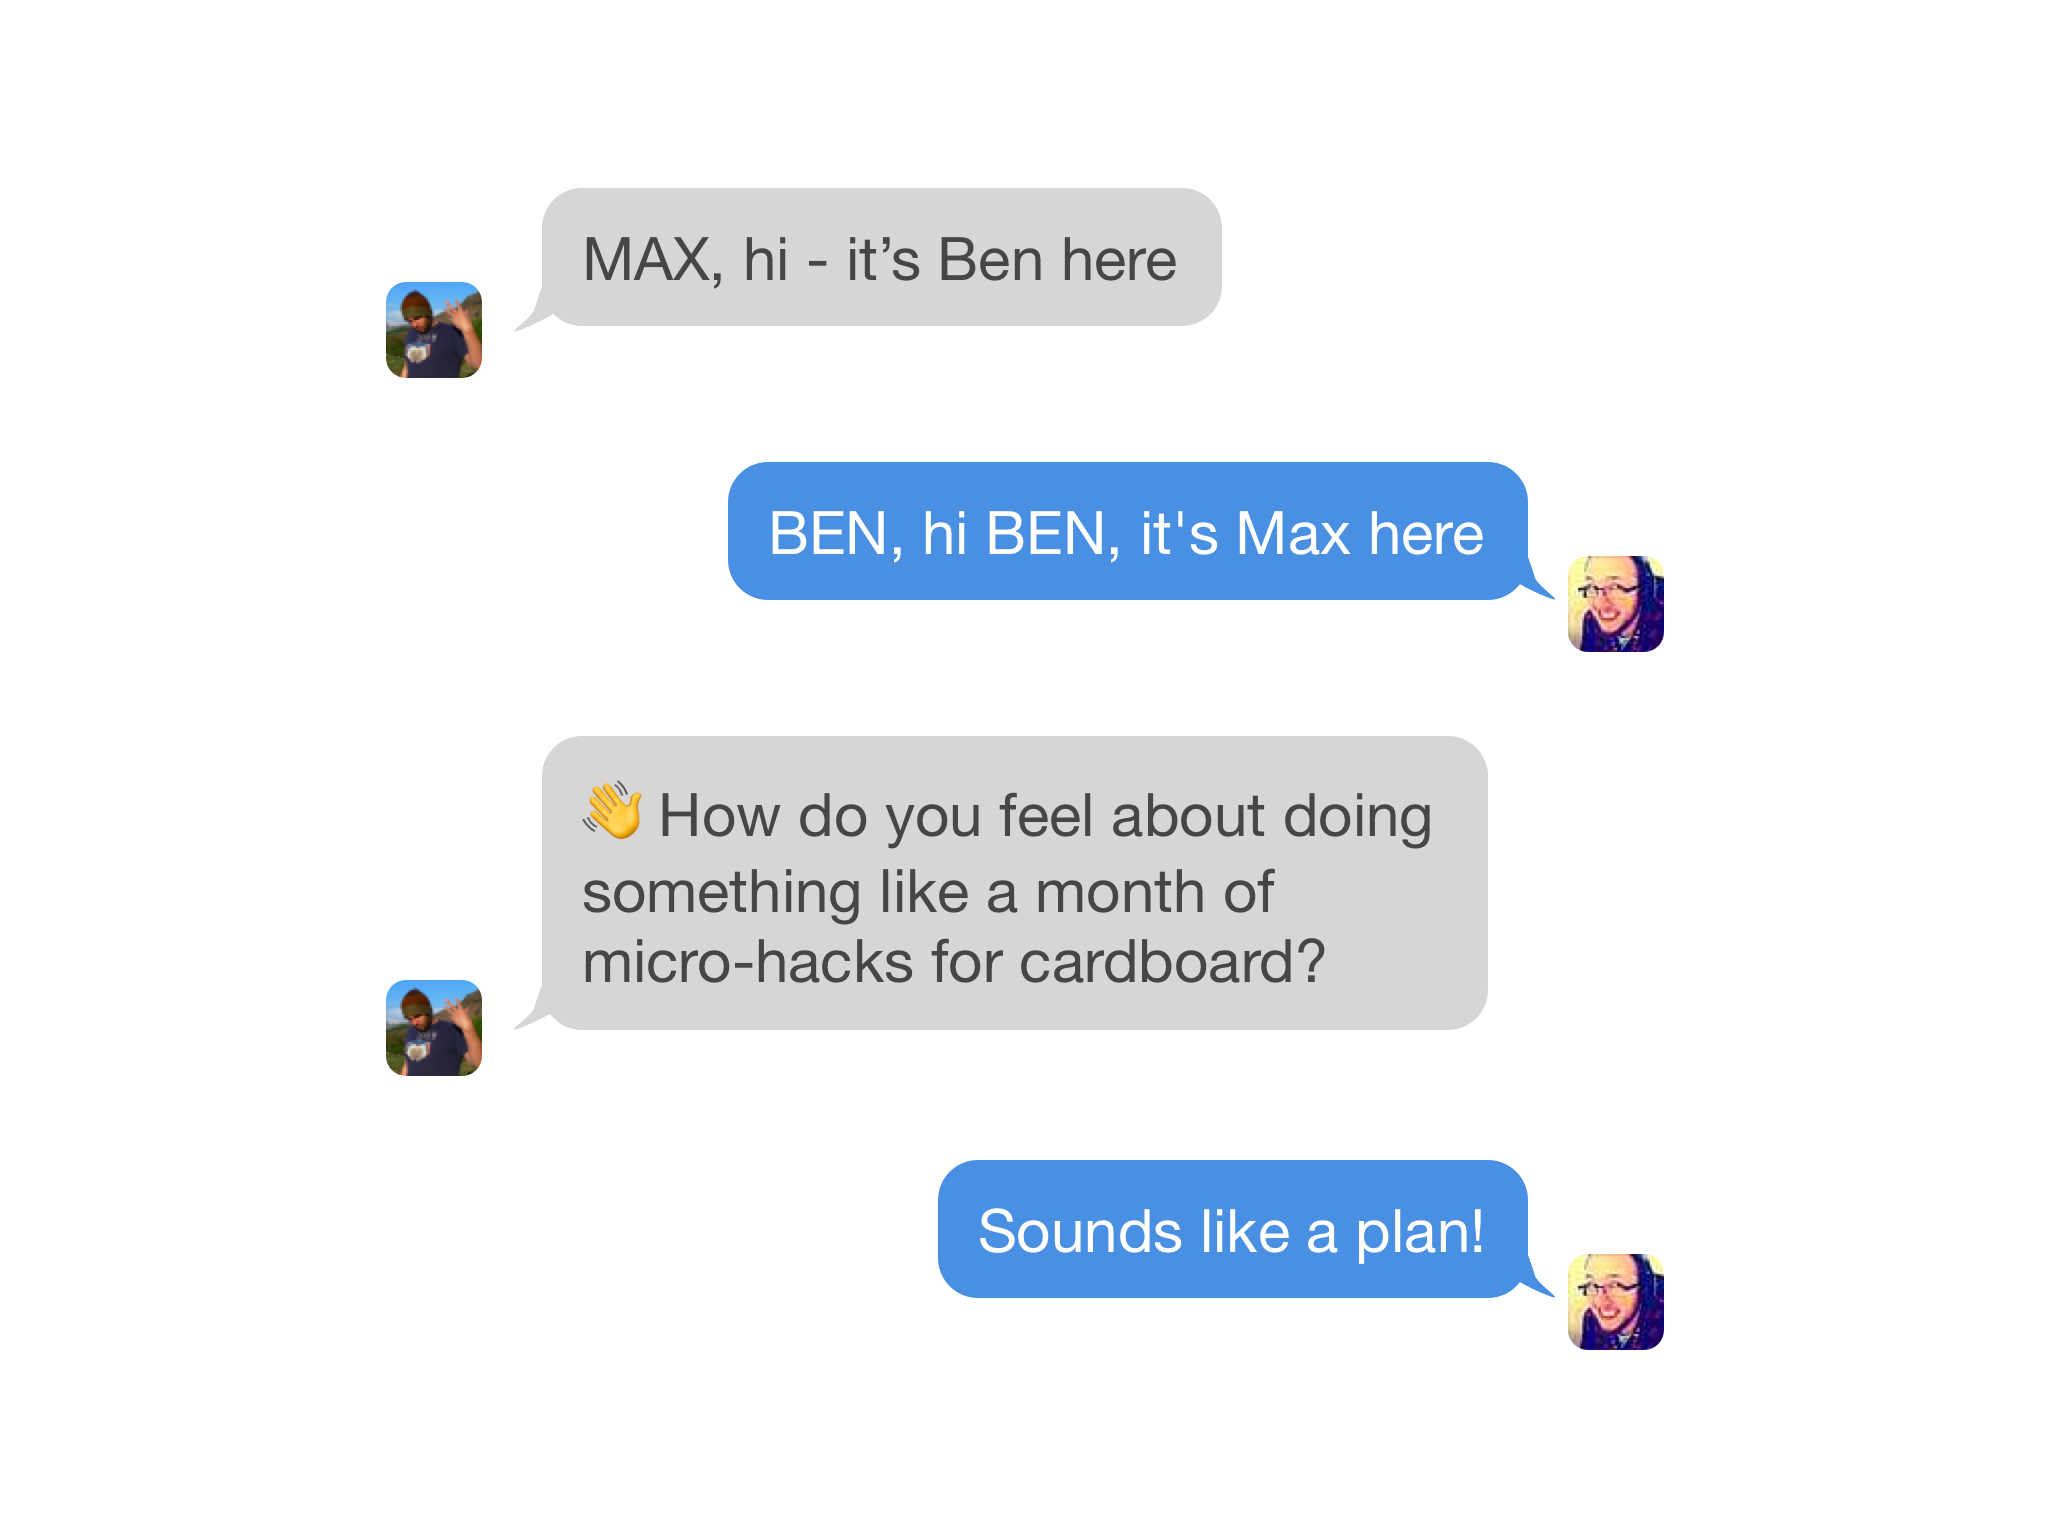 MAX, hi - it’s Ben here
BEN, hi BEN, it's Max here
👋 How do you feel about doing
something like a month of
micro-hacks for cardboard?
Sounds like a plan!